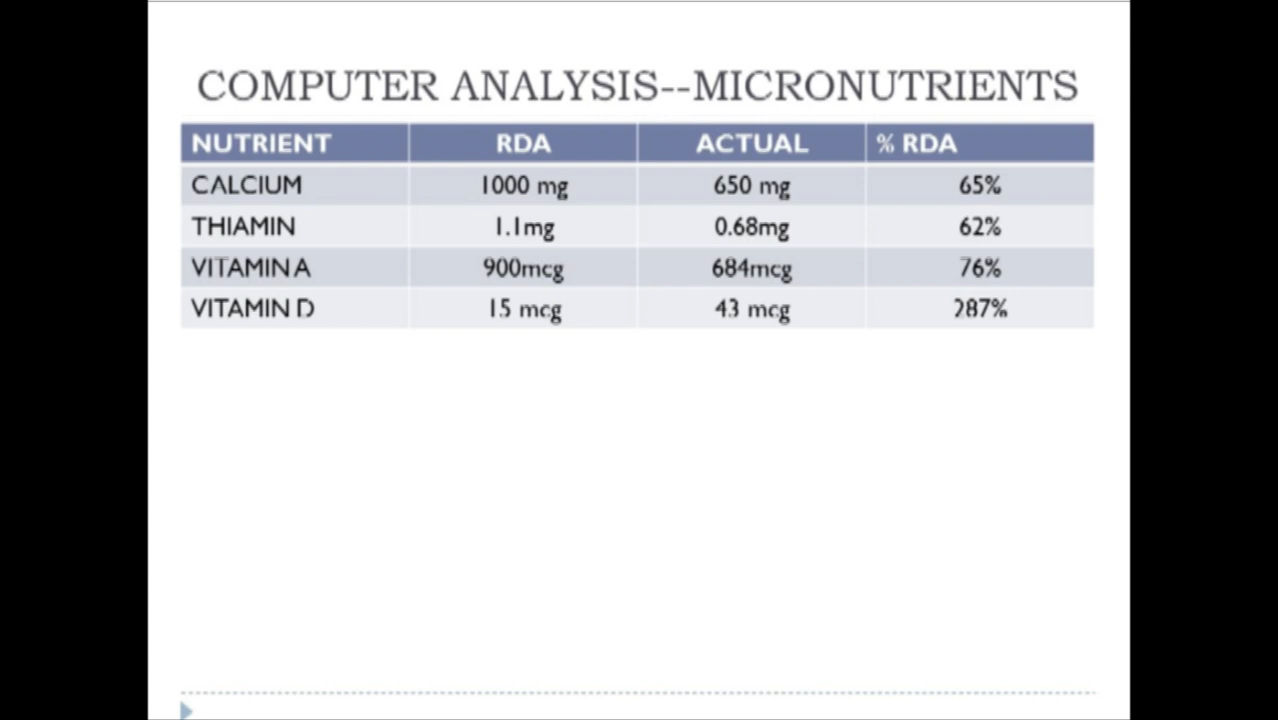 COMPUTER ANALYSIS--MICRONUTRIENTS
NUTRIENT RDA ACTUAL % RDA
CALCIUM 1000 mg 650 mg 65%
THIAMIN 1.1mg 0.68mg 62%
VITAMIN A 900mcg 684mcg 76%
VITAMIN D 15 mcg 43 mcg 287%